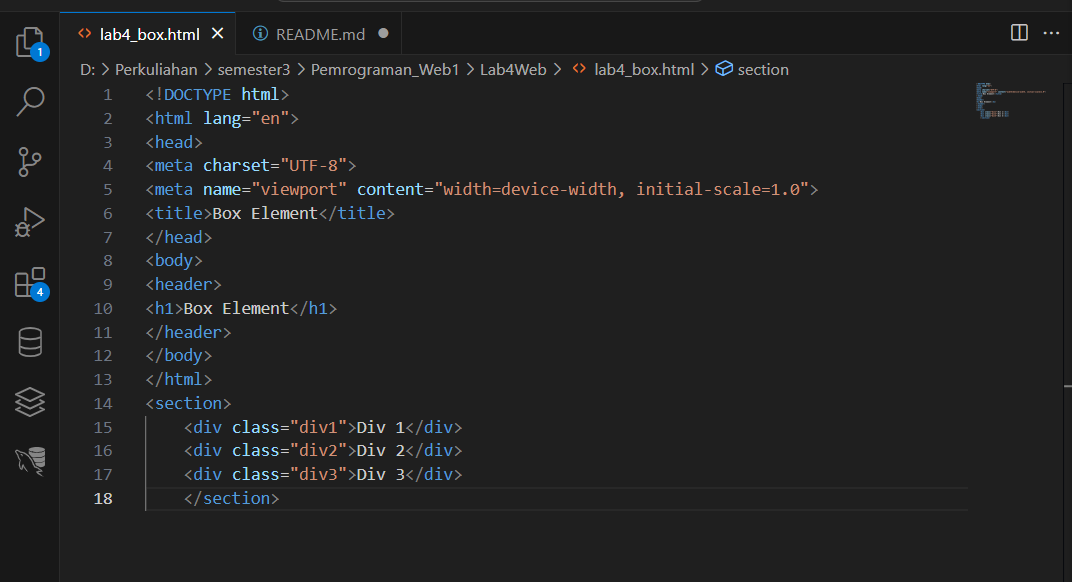 lab4_box.html
README.md
D: > Perkuliahan > semester3 > Pemrograman_Web1 > Lab4Web > <> lab4_box.html > section
1 <!DOCTYPE html>
2 <html lang="en">
3 <head>
4 <meta charset="UTF-8">
5 <meta name="viewport" content="width=device-width, initial-scale=1.0">
6 <title>Box Element</title>
7 </head>
8 <body>
9 <header>
10 <h1>Box Element</h1>
11 </header>
12 </body>
13 </html>
14 <section>
15     <div class="div1">Div 1</div>
16     <div class="div2">Div 2</div>
17     <div class="div3">Div 3</div>
18     </section>
1
4